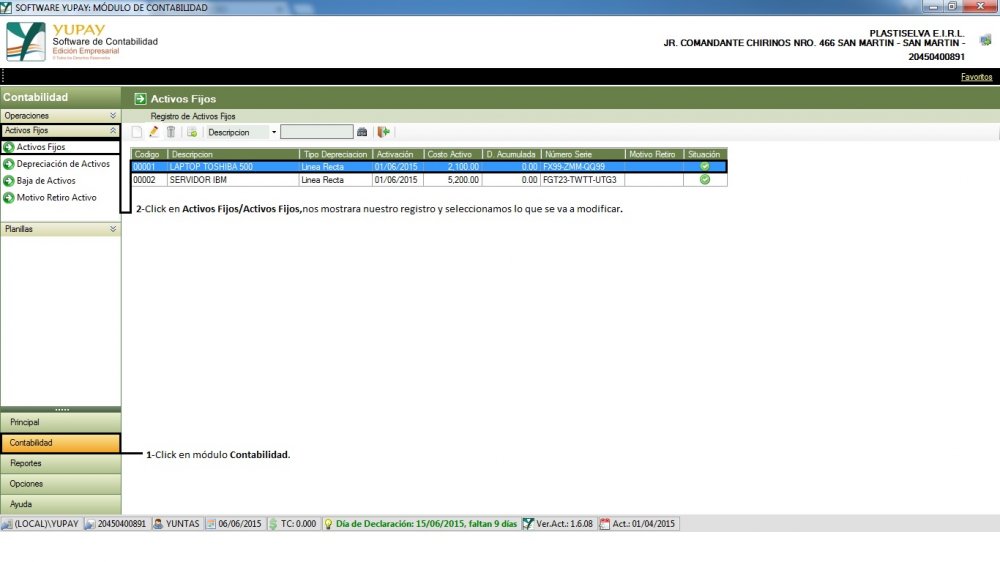 SOFTWARE YUPAY: MÓDULO DE CONTABILIDAD
YUPAY
Software de Contabilidad
Edición Empresarial
PLASTISELVA E.I.R.L.
JR. COMANDANTE CHIRINOS NRO. 466 SAN MARTIN - SAN MARTIN -
20450400891
Favoritos
Contabilidad
Activos Fijos
Operaciones
Registro de Activos Fijos
Activos Fijos
Descripcion
Activos Fijos
Depreciación de Activos
Baja de Activos
Motivo Retiro Activo
Codigo Descripcion Tipo Depreciacion Activación Costo Activo D. Acumulada Número Serie Motivo Retiro Situación
00001 LAPTOP TOSHIBA 500 Linea Recta 01/06/2015 2,100.00 0.00 FX99-ZMM-QQ99
00002 SERVIDOR IBM Linea Recta 01/06/2015 5,200.00 0.00 FGT23-TWTT-UTG3
2-Click en Activos Fijos/Activos Fijos,nos mostrara nuestro registro y seleccionamos lo que se va a modificar.
Planillas
Principal
Contabilidad
1-Click en módulo Contabilidad.
Reportes
Opciones
Ayuda
(LOCAL)\YUPAY 20450400891 YUNTAS 06/06/2015 TC: 0.000 Día de Declaración: 15/06/2015, faltan 9 días Ver.Act.: 1.6.08 Act.: 01/04/2015